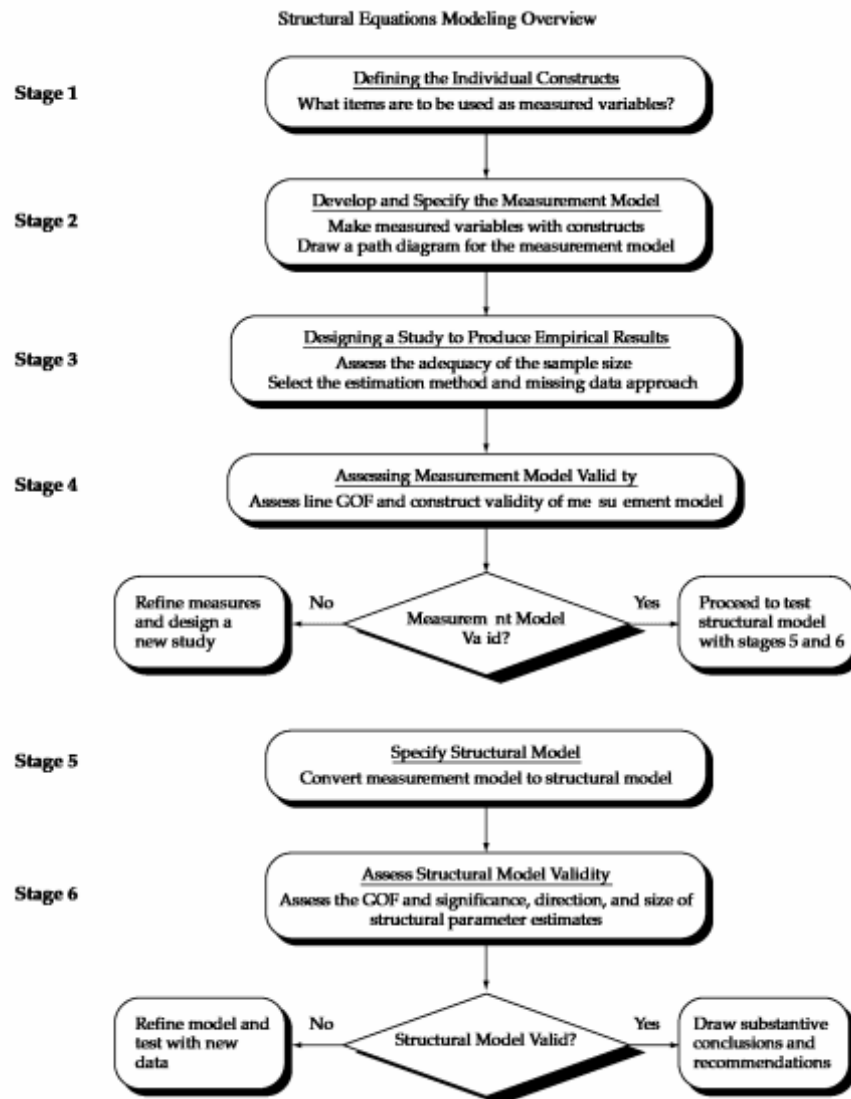 Structural Equations Modeling Overview
Stage 1
Defining the Individual Constructs
What items are to be used as measured variables?
Stage 2
Develop and Specify the Measurement Model
Make measured variables with constructs
Draw a path diagram for the measurement model
Stage 3
Designing a Study to Produce Empirical Results
Assess the adequacy of the sample size
Select the estimation method and missing data approach
Stage 4
Assessing Measurement Model Valid ty
Assess line GOF and construct validity of me su ement model
Refine measures
and design a
new study
No
Measurem nt Model
Va id?
Yes
Proceed to test
structural model
with stages 5 and 6
Stage 5
Specify Structural Model
Convert measurement model to structural model
Stage 6
Assess Structural Model Validity
Assess the GOF and significance, direction, and size of
structural parameter estimates
Refine model and
test with new
data
No
Structural Model Valid?
Yes
Draw substantive
conclusions and
recommendations